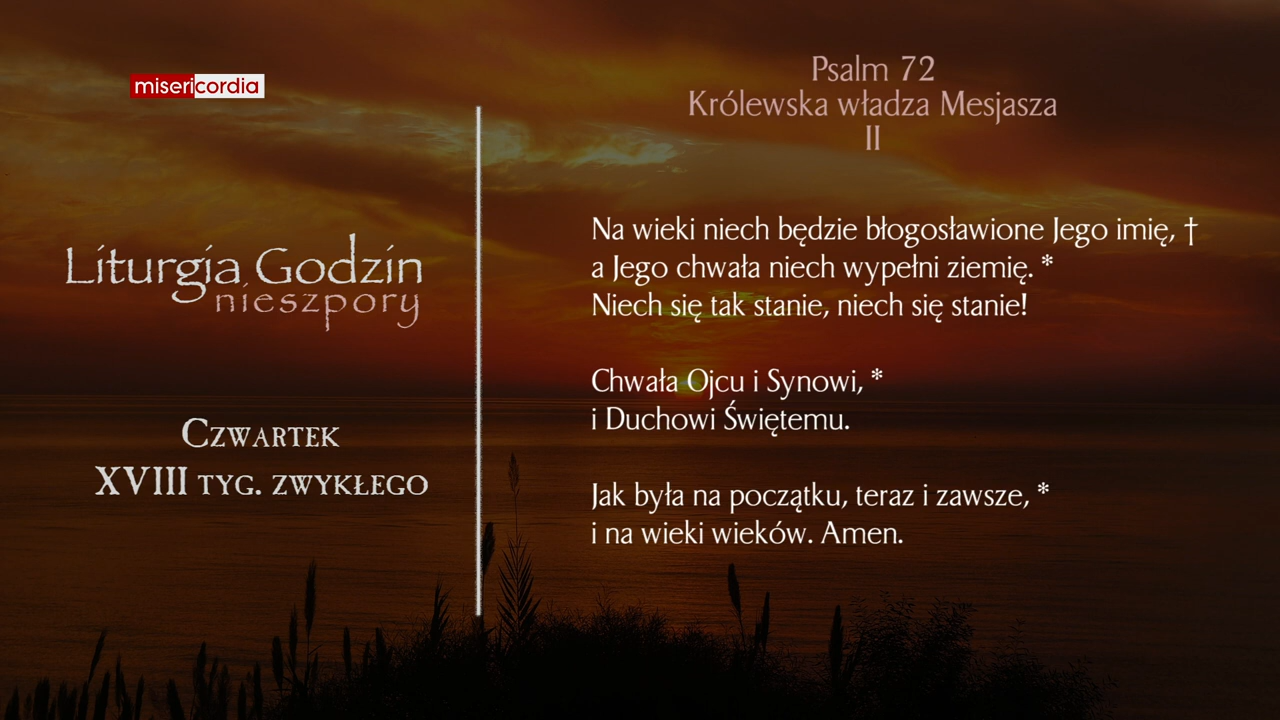 misericordia
Liturgia Godzin
nieszpory
Czwartek
XVIII tyg. zwykłego
Psalm 72
Królewska władza Mesjasza
II
Na wieki niech będzie błogosławione Jego imię, †
a Jego chwała niech wypełni ziemię. *
Niech się tak stanie, niech się stanie!
Chwała Ojcu i Synowi, *
i Duchowi Świętemu.
Jak była na początku, teraz i zawsze, *
i na wieki wieków. Amen.